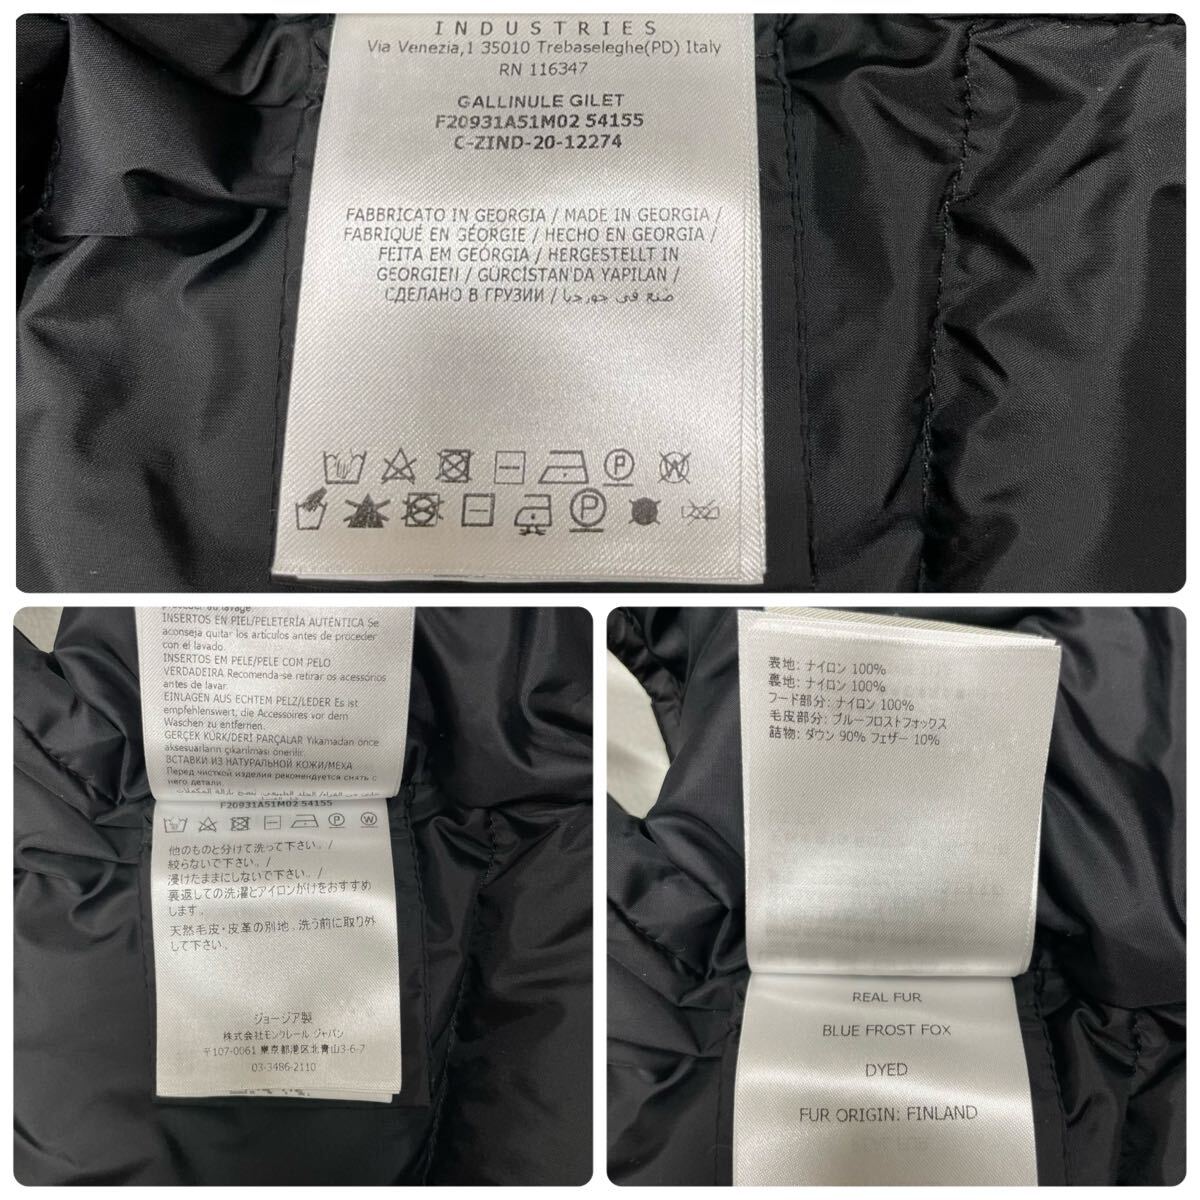 INDUSTRIES
Via Venezia,1 35010 Trebaseleghe(PD) Italy
RN 116347
GALLINULE GILET
F20931A51M02 54155
C-ZIND-20-12274
FABBRICATO IN GEORGIA / MADE IN GEORGIA /
FABRIQUÉ EN GÉORGIE / HECHO EN GEORGIA /
FEITA EM GEÓRGIA / HERGESTELLT IN
GEORGIEN / GÜRCİSTAN'DA YAPILAN /
СДЕЛАНО В ГРУЗИИ / صنع في جورجيا
P
W
P
procéder au lavage.
INSERTOS EN PIEL/PELETERÍA AUTÉNTICA Se
aconseja quitar los artículos antes de proceder
con el lavado.
INSERTOS EM PELE/PELE COM PELO
VERDADEIRA Recomenda-se retirar os acessórios
antes de lavar.
EINLAGEN AUS ECHTEM PELZ/LEDER Es ist
empfehlenswert, die Accessoires vor dem
Waschen zu entfernen.
GERÇEK KÜRK/DERİ PARÇALAR Yıkamadan önce
aksesuarların çıkarılması önerilir.
ВСТАВКИ ИЗ НАТУРАЛЬНОЙ КОЖИ/МЕХА
Перед чисткой изделия рекомендуется снять с
него детали.
F20931A51M02 54155
P
W
他のものと分けて洗って下さい。/
絞らないで下さい。/
浸けたままにしないで下さい。/
裏返しての洗濯とアイロンがけをおすすめ
します。
天然毛皮・皮革の別地、洗う前に取り外
して下さい。
ジョージア製
株式会社モンクレール ジャパン
〒107-0061 東京都港区北青山3-6-7
03-3486-2110
表地: ナイロン 100%
裏地: ナイロン 100%
フード部分: ナイロン 100%
毛皮部分: ブルーフロストフォックス
詰物: ダウン 90% フェザー 10%
REAL FUR
BLUE FROST FOX
DYED
FUR ORIGIN: FINLAND